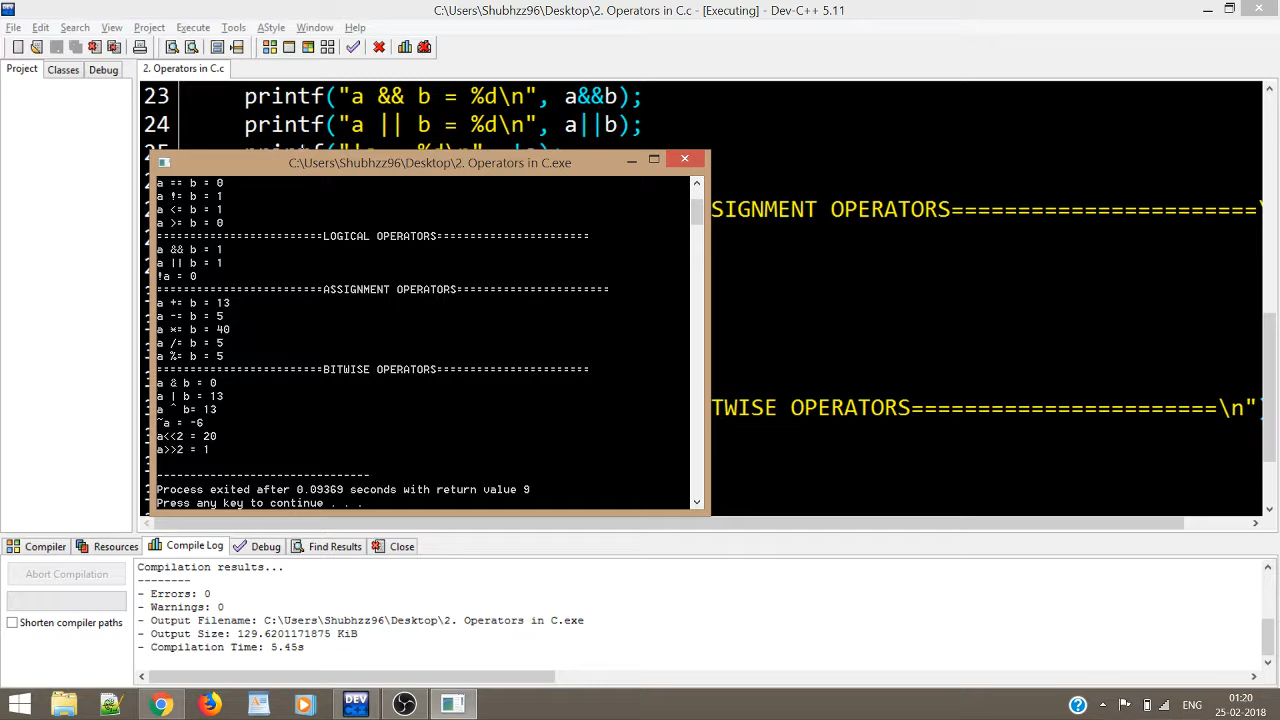 C:\Users\Shubhzz96\Desktop\2. Operators in C.c - [Executing] - Dev-C++ 5.11
File Edit Search View Project Execute Tools AStyle Window Help
Project Classes Debug
2. Operators in C.c
23 printf("a && b = %d\n", a&&b);
24 printf("a || b = %d\n", a||b);
C:\Users\Shubhzz96\Desktop\2. Operators in C.exe
a == b = 0
a != b = 1
a <= b = 1
a >= b = 0
=========================LOGICAL OPERATORS=======================
a && b = 1
a || b = 1
!a = 0
=========================ASSIGNMENT OPERATORS=======================
a += b = 13
a -= b = 5
a *= b = 40
a /= b = 5
a %= b = 5
=========================BITWISE OPERATORS=======================
a & b = 0
a | b = 13
a ^ b= 13
~a = -6
a<<2 = 20
a>>2 = 1
--------------------------------
Process exited after 0.09369 seconds with return value 9
Press any key to continue . . .
SIGNMENT OPERATORS=======================\
TWISE OPERATORS=======================\n")
Compiler Resources Compile Log Debug Find Results Close
Abort Compilation
Shorten compiler paths
Compilation results...
--------
- Errors: 0
- Warnings: 0
- Output Filename: C:\Users\Shubhzz96\Desktop\2. Operators in C.exe
- Output Size: 129.6201171875 KiB
- Compilation Time: 5.45s
DEV
ENG
01:20
25-02-2018